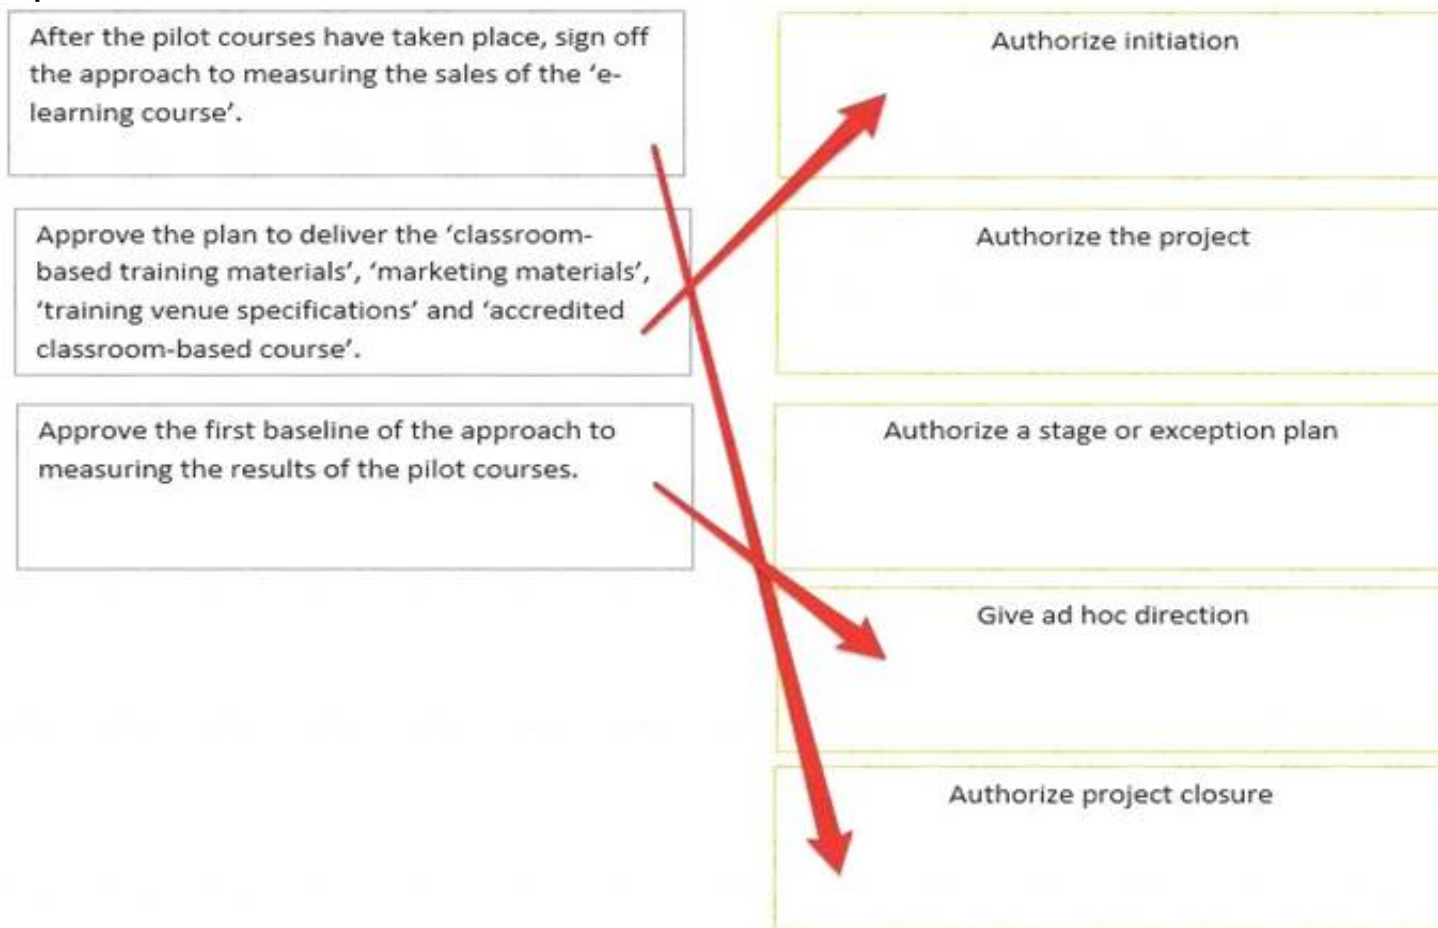 After the pilot courses have taken place, sign off
the approach to measuring the sales of the ‘e-
learning course’.
Authorize initiation
Approve the plan to deliver the ‘classroom-
based training materials’, ‘marketing materials’,
‘training venue specifications’ and ‘accredited
classroom-based course’.
Authorize the project
Approve the first baseline of the approach to
measuring the results of the pilot courses.
Authorize a stage or exception plan
Give ad hoc direction
Authorize project closure